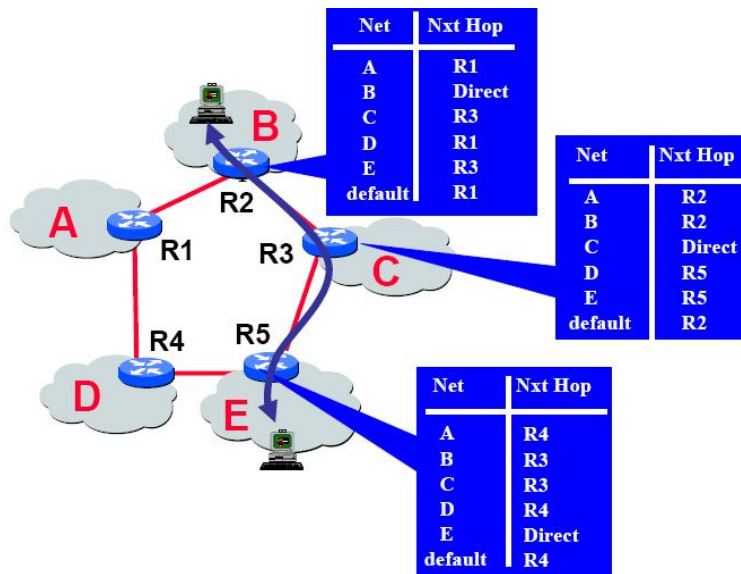 Net Nxt Hop
A R1
B Direct
C R3
D R1
E R3
default R1
B
R2
A
R1
R3
C
Net Nxt Hop
A R2
B R2
C Direct
D R5
E R5
default R2
R4
R5
D
E
Net Nxt Hop
A R4
B R3
C R3
D R4
E Direct
default R4